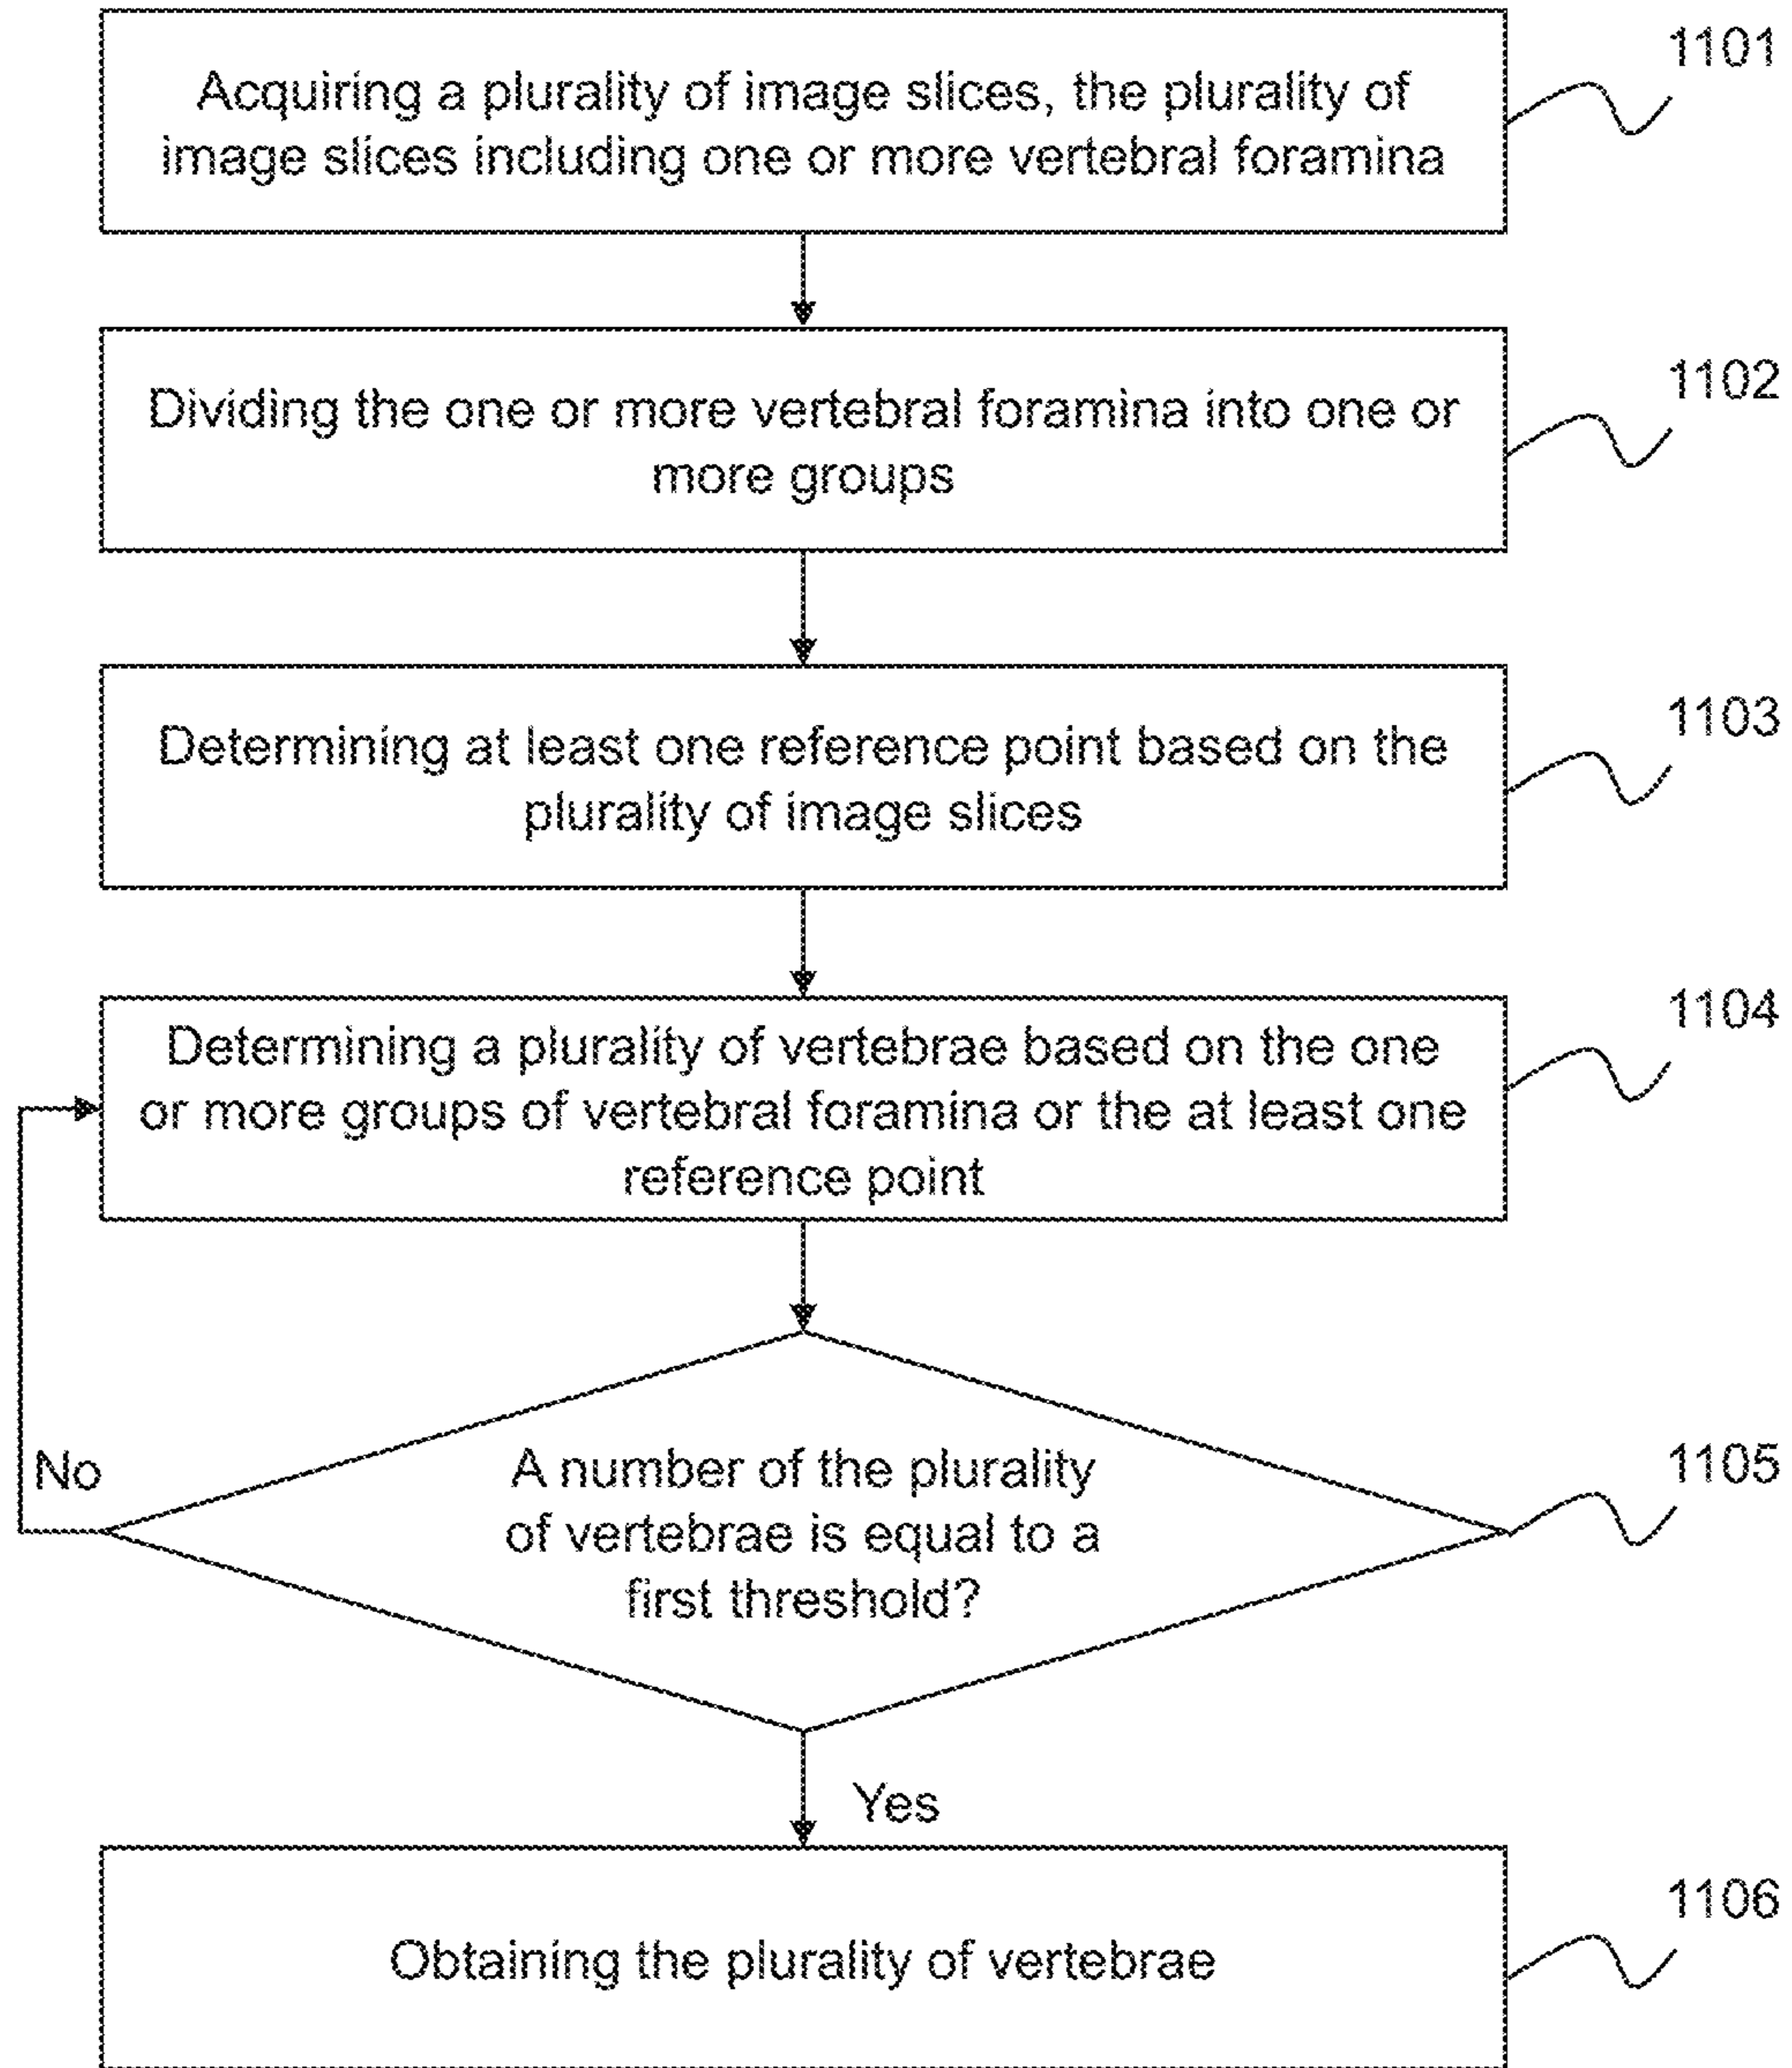 1101
Acquiring a plurality of image slices, the plurality of
image slices including one or more vertebral foramina
1102
Dividing the one or more vertebral foramina into one or
more groups
1103
Determining at least one reference point based on the
plurality of image slices
1104
Determining a plurality of vertebrae based on the one
or more groups of vertebral foramina or the at least one
reference point
1105
No
A number of the plurality
of vertebrae is equal to a
first threshold?
Yes
1106
Obtaining the plurality of vertebrae